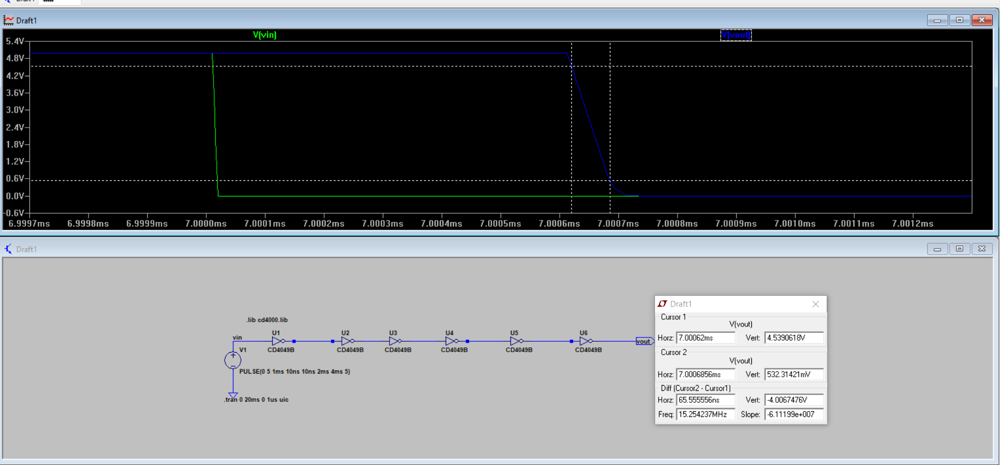 Draft1
Draft1
V(vin)
V(vout)
5.4V
4.8V
4.2V
3.6V
3.0V
2.4V
1.8V
1.2V
0.6V
0.0V
-0.6V
6.9997ms 6.9998ms 6.9999ms 7.0000ms 7.0001ms 7.0002ms 7.0003ms 7.0004ms 7.0005ms 7.0006ms 7.0007ms 7.0008ms 7.0009ms 7.0010ms 7.0011ms 7.0012ms
Draft1
.lib cd4000.lib
vin
U1 U2 U3 U4 U5 U6
V1
CD4049B CD4049B CD4049B CD4049B CD4049B CD4049B
vout
PULSE(0 5 1ms 10ns 10ns 2ms 4ms 5)
.tran 0 20ms 0 1us uic
Draft1
Cursor 1
V(vout)
Horz: 7.00062ms Vert: 4.5390618V
Cursor 2
V(vout)
Horz: 7.0006856ms Vert: 532.31421mV
Diff (Cursor2 - Cursor1)
Horz: 65.555556ns Vert: -4.0067476V
Freq: 15.254237MHz Slope: -6.11199e+007